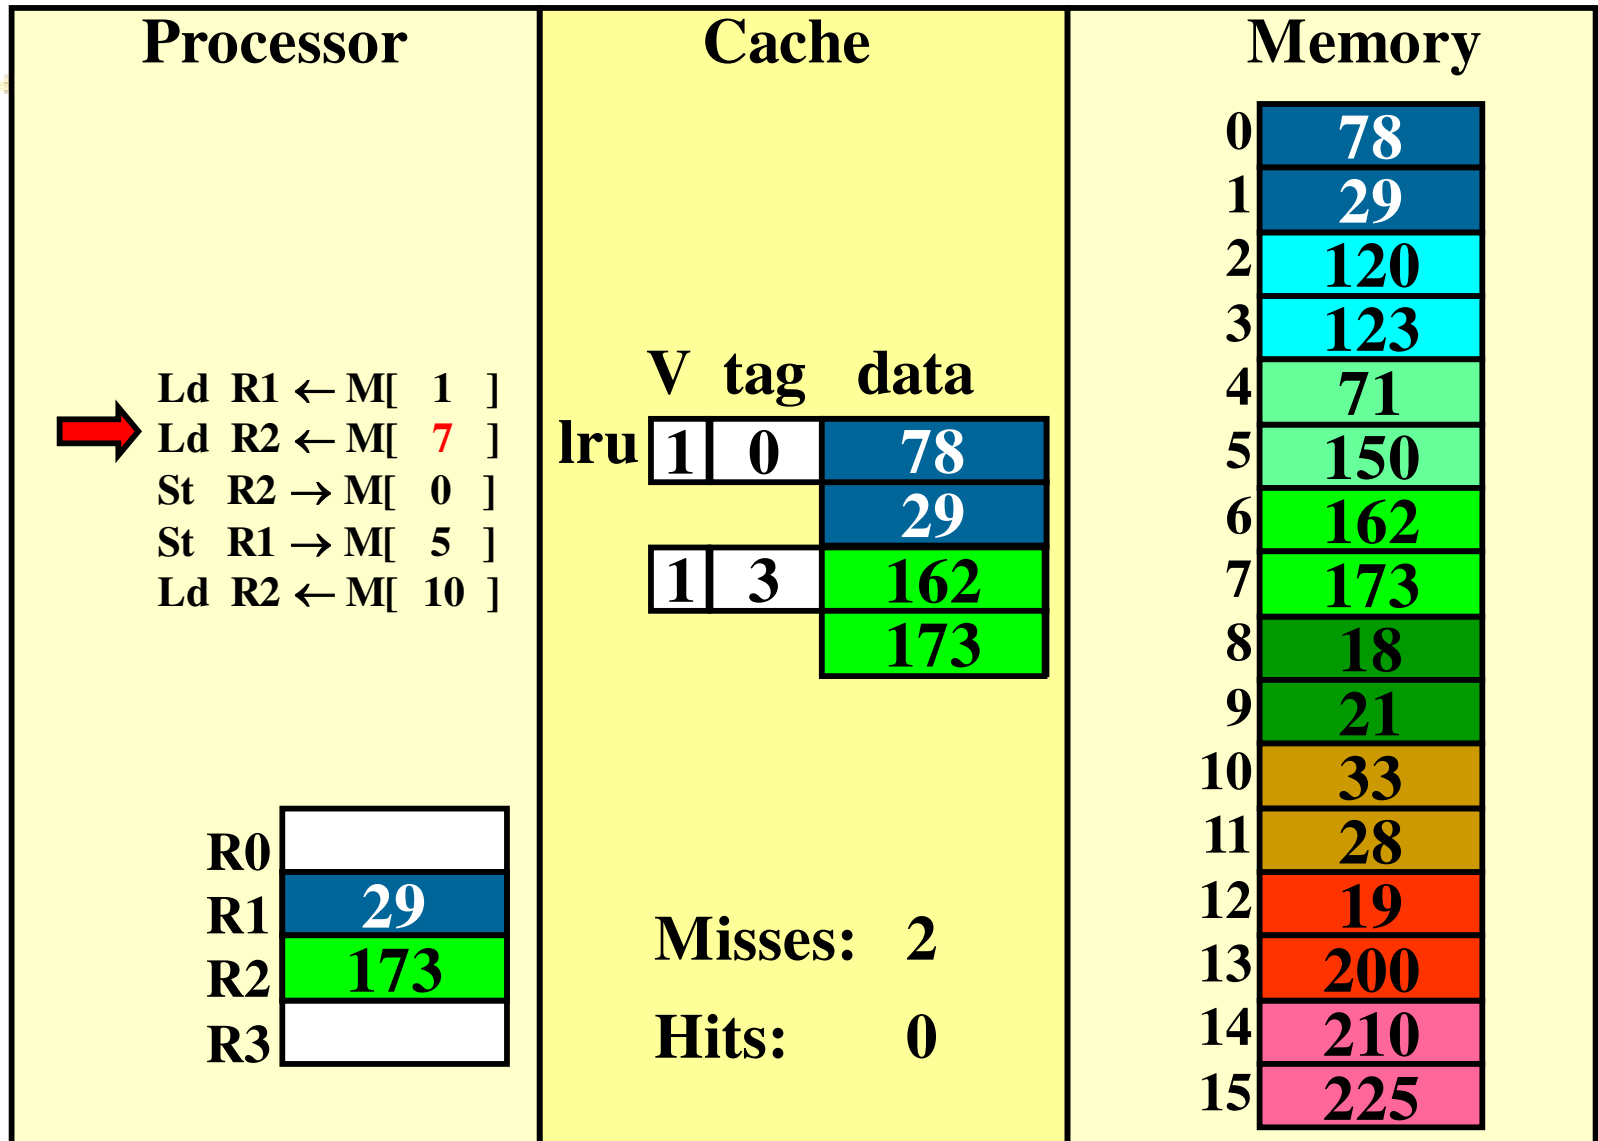 Processor
Cache
Memory
Ld R1 ← M[ 1 ]
Ld R2 ← M[ 7 ]
St R2 → M[ 0 ]
St R1 → M[ 5 ]
Ld R2 ← M[ 10 ]
R0
R1 29
R2 173
R3
V tag data
lru 1 0 78
29
1 3 162
173
Misses: 2
Hits: 0
0 78
1 29
2 120
3 123
4 71
5 150
6 162
7 173
8 18
9 21
10 33
11 28
12 19
13 200
14 210
15 225